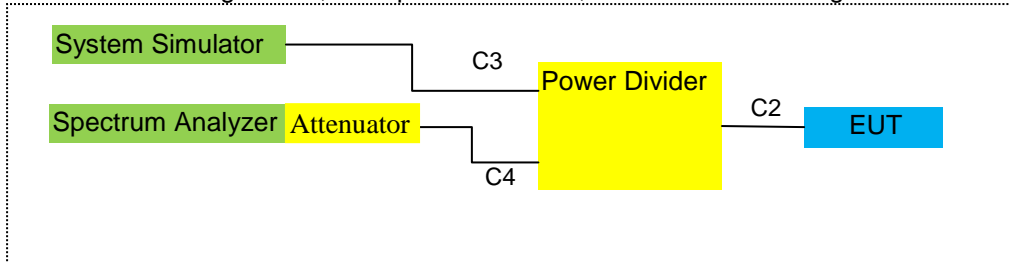 System Simulator
C3
Power Divider
C2
Spectrum Analyzer Attenuator
EUT
C4